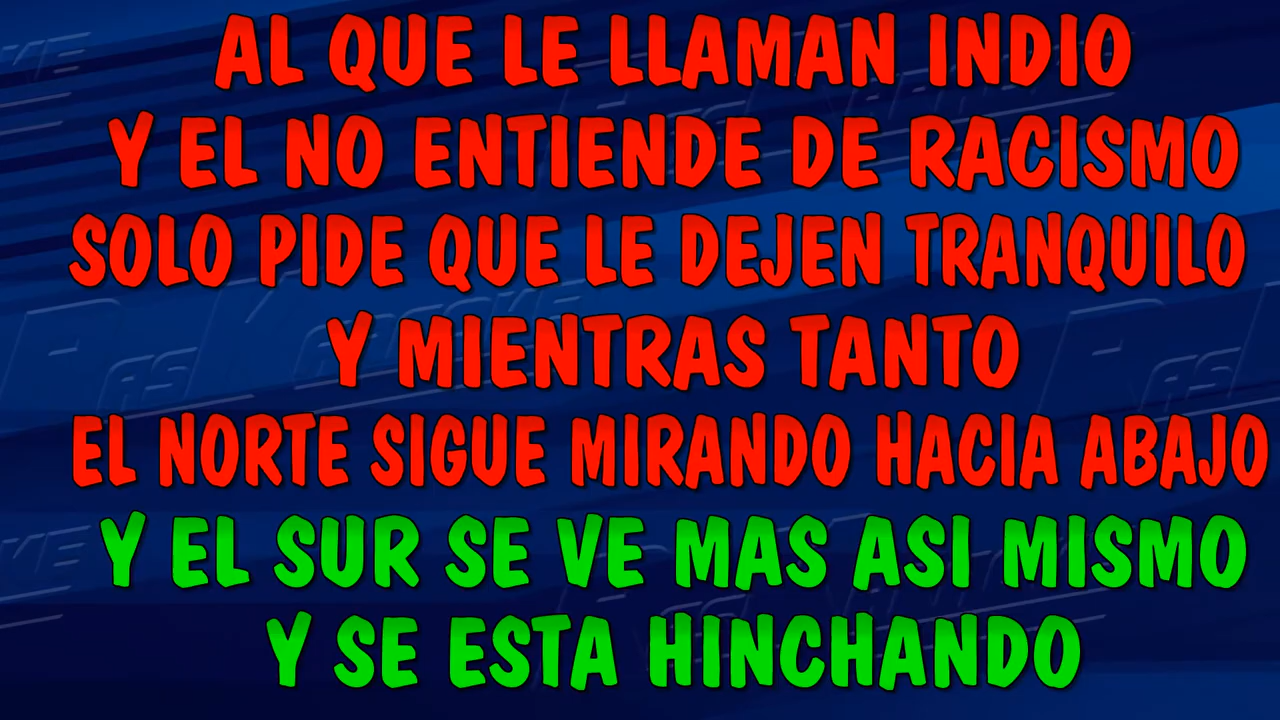 AL QUE LE LLAMAN INDIO
Y EL NO ENTIENDE DE RACISMO
SOLO PIDE QUE LE DEJEN TRANQUILO
Y MIENTRAS TANTO
EL NORTE SIGUE MIRANDO HACIA ABAJO
Y EL SUR SE VE MAS ASI MISMO
Y SE ESTA HINCHANDO